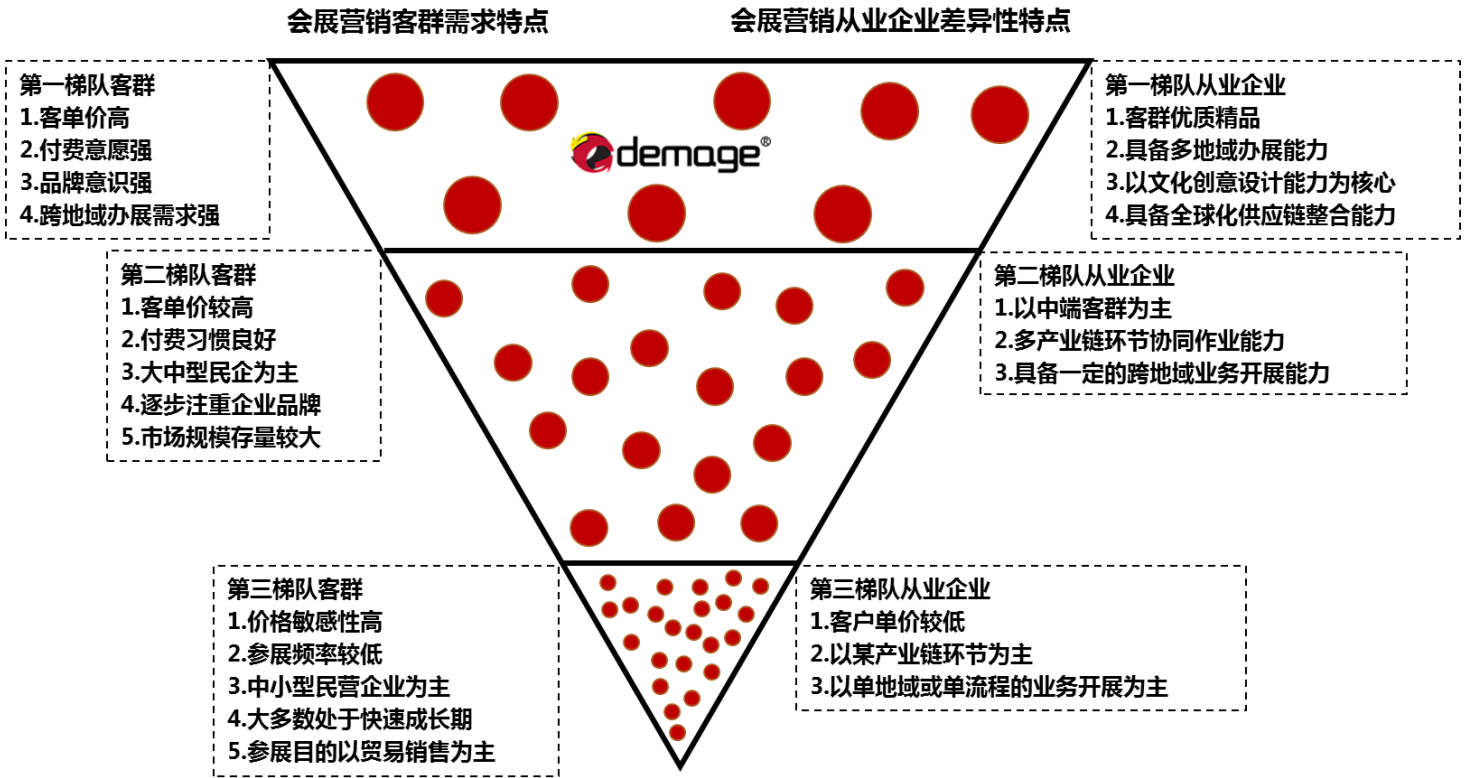 会展营销客群需求特点
会展营销从业企业差异性特点
第一梯队客群
1.客单价高
2.付费意愿强
3.品牌意识强
4.跨地域办展需求强
demage®
第一梯队从业企业
1.客群优质精品
2.具备多地域办展能力
3.以文化创意设计能力为核心
4.具备全球化供应链整合能力
第二梯队客群
1.客单价较高
2.付费习惯良好
3.大中型民企为主
4.逐步注重企业品牌
5.市场规模存量较大
第二梯队从业企业
1.以中端客群为主
2.多产业链环节协同作业能力
3.具备一定的跨地域业务开展能力
第三梯队客群
1.价格敏感性高
2.参展频率较低
3.中小型民营企业为主
4.大多数处于快速成长期
5.参展目的以贸易销售为主
第三梯队从业企业
1.客户单价较低
2.以某产业链环节为主
3.以单地域或单流程的业务开展为主